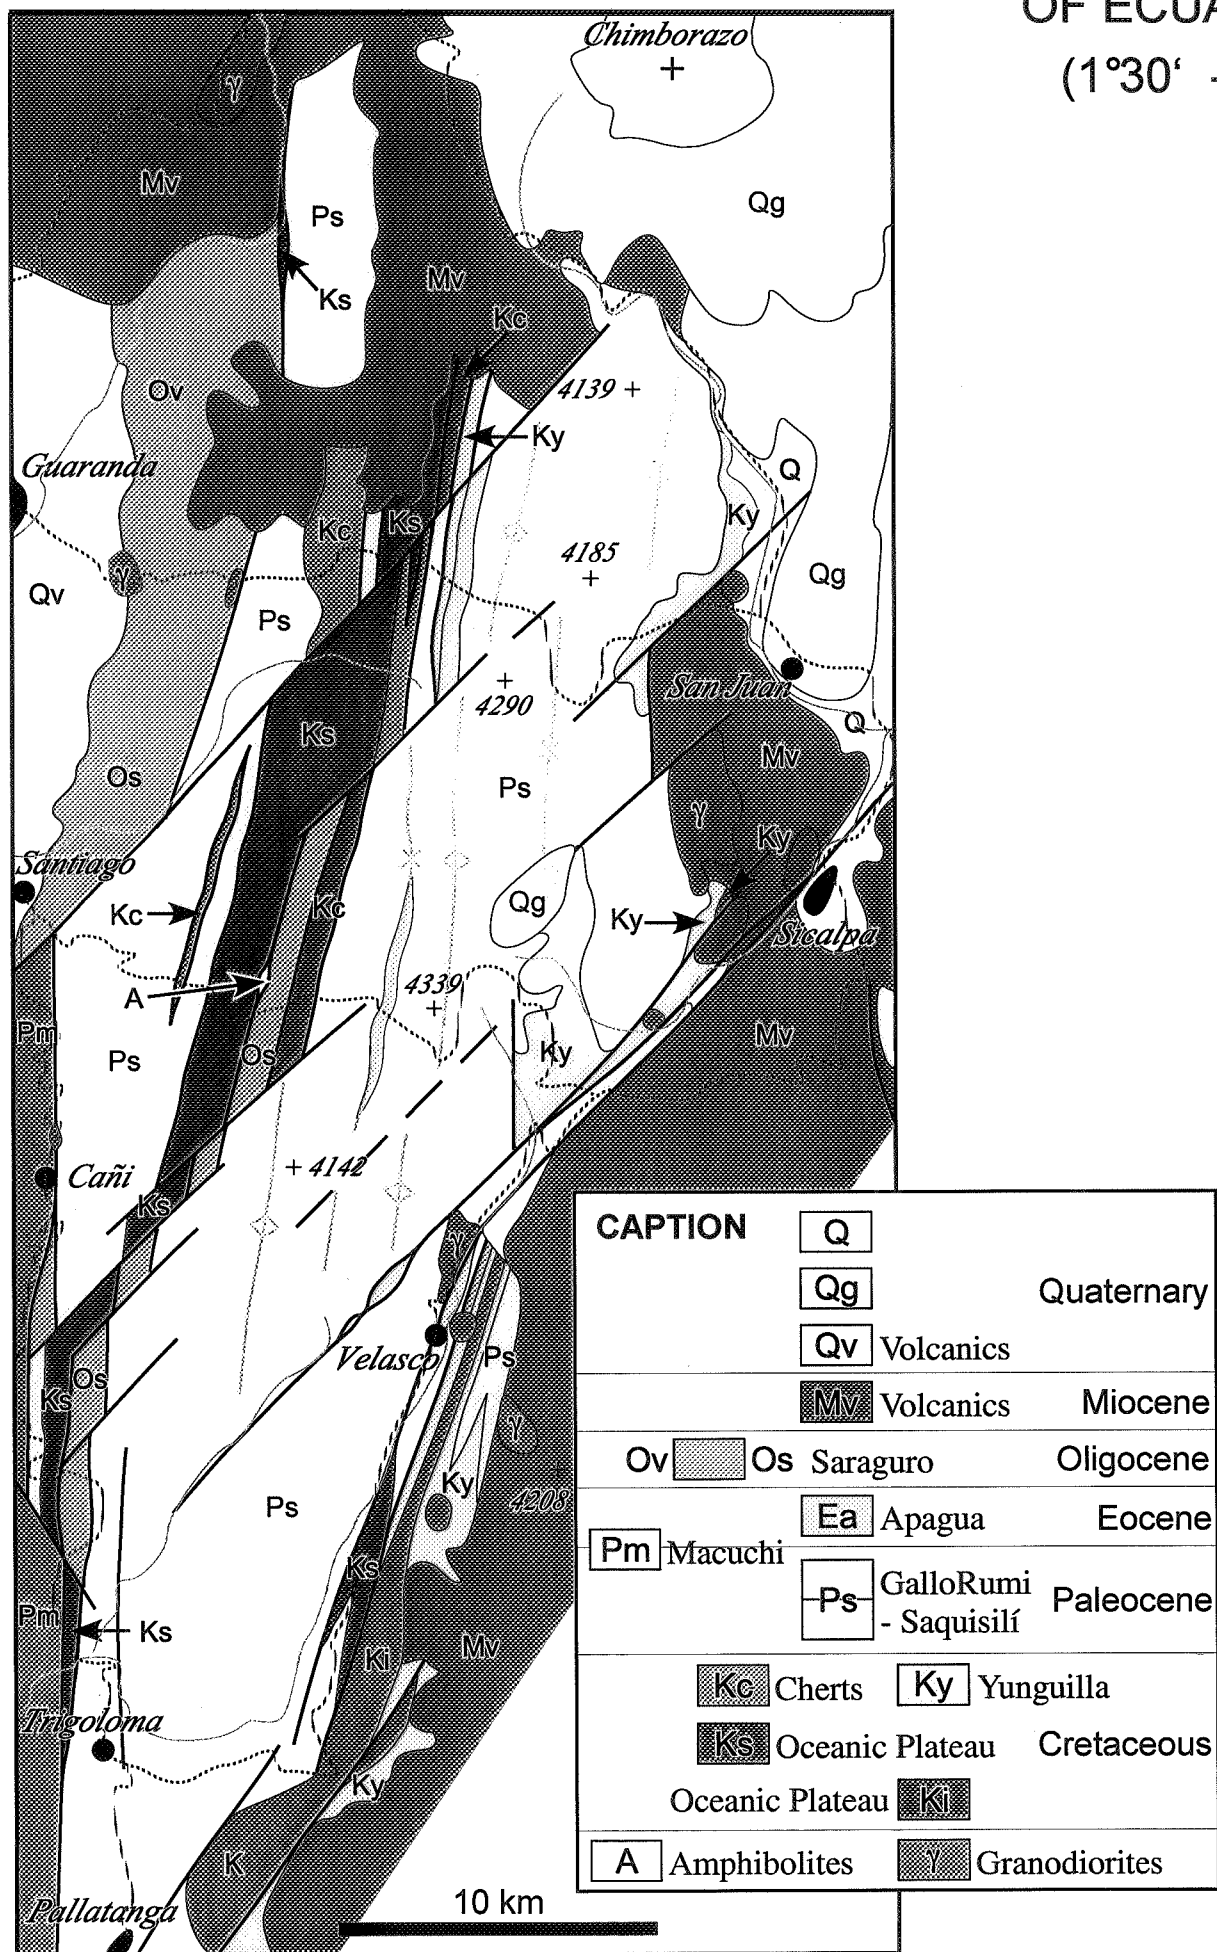 OF ECUA
(1°30‘ -
Chimborazo
γ
Mv
Ps
Qg
Ks
Mv
Kc
Ov
4139
Ky
Guaranda
Q
Kc
Ks
Ky
4185
γ
Qv
Qg
Ps
San Juan
4290
Q
Ks
Mv
Os
Ps
γ
Ky
Santiago
Kc
Kc
Qg
Ky
Sicalpa
A
4339
Pm
Mv
Ps
Os
Ky
Cañi
4142
Ks
γ
Velasco
Ps
Os
Ks
γ
Ky
4208
Ps
Ks
Pm
Ks
Ki
Mv
Trigoloma
Ky
K
Pallatanga
10 km
CAPTION
Q
Qg Quaternary
Qv Volcanics
Mv Volcanics Miocene
Ov Os Saraguro Oligocene
Ea Apagua Eocene
Pm Macuchi
Ps GalloRumi
- Saquisilí Paleocene
Kc Cherts Ky Yunguilla
Ks Oceanic Plateau Cretaceous
Oceanic Plateau Ki
A Amphibolites γ Granodiorites